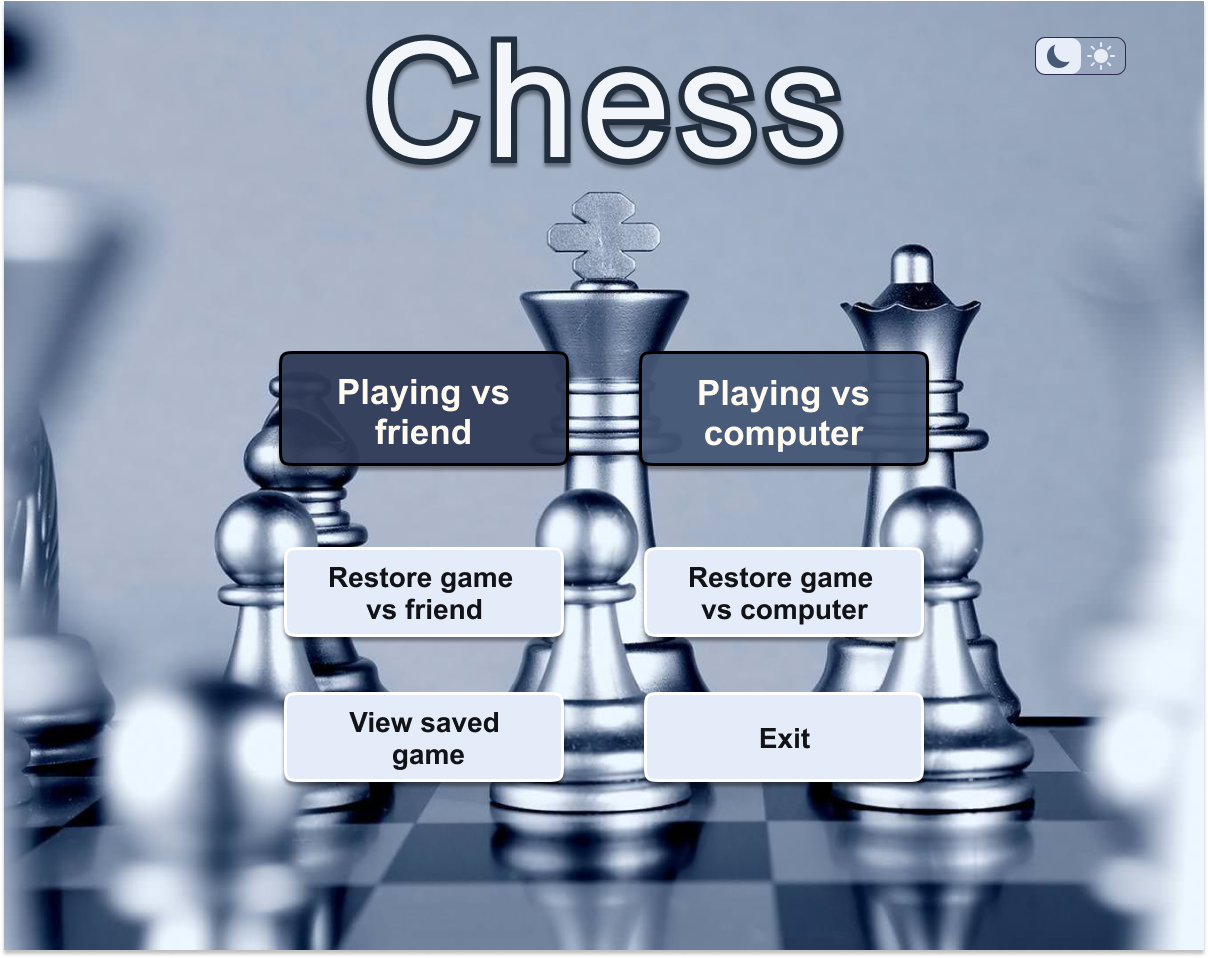 Chess
Playing vs
friend
Playing vs
computer
Restore game
vs friend
Restore game
vs computer
View saved
game
Exit